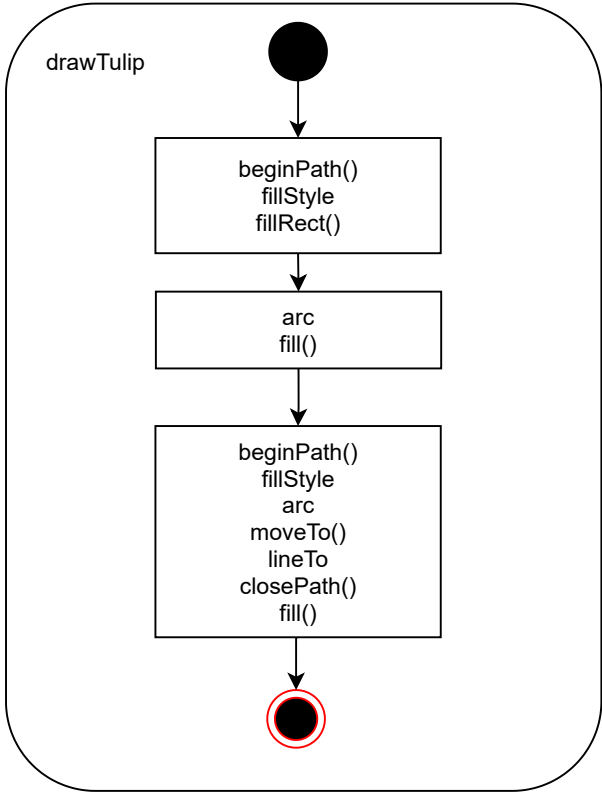 drawTulip
beginPath()
fillStyle
fillRect()
arc
fill()
beginPath()
fillStyle
arc
moveTo()
lineTo
closePath()
fill()